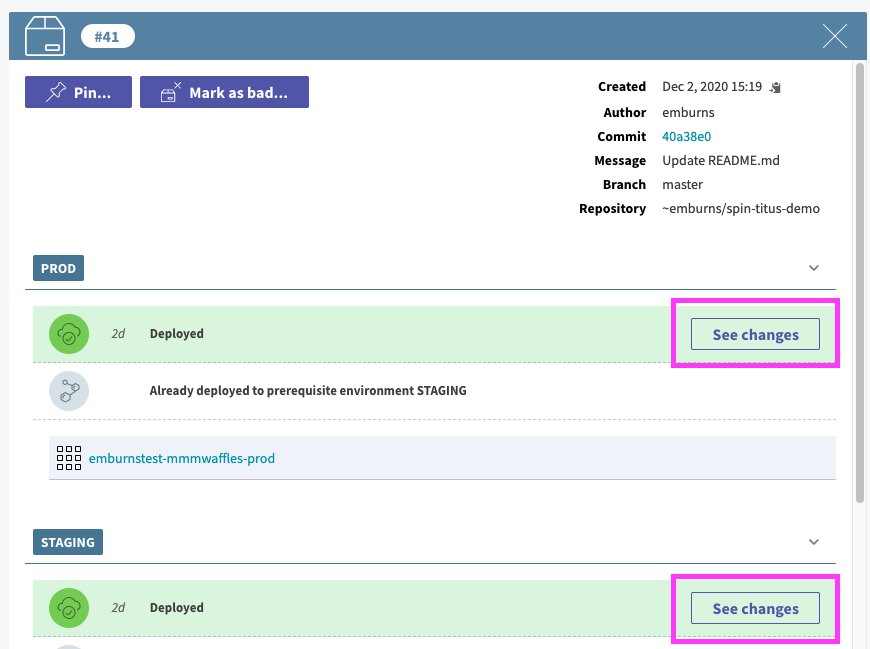 #41
Pin...
Mark as bad...
Created Dec 2, 2020 15:19
Author emburns
Commit 40a38e0
Message Update README.md
Branch master
Repository ~emburns/spin-titus-demo
PROD
2d Deployed See changes
Already deployed to prerequisite environment STAGING
emburnstest-mmmwaffles-prod
STAGING
2d Deployed See changes